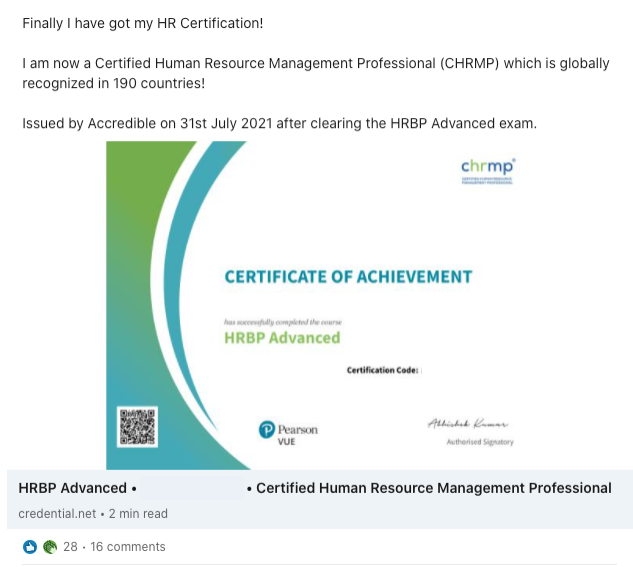 Finally I have got my HR Certification!
I am now a Certified Human Resource Management Professional (CHRMP) which is globally
recognized in 190 countries!
Issued by Accredible on 31st July 2021 after clearing the HRBP Advanced exam.
chrmp
CERTIFICATE OF ACHIEVEMENT
has successfully completed the course
HRBP Advanced
Certification Code:
Pearson
VUE
Abhishek Kumar
Authorised Signatory
HRBP Advanced • • Certified Human Resource Management Professional
credential.net • 2 min read
28 · 16 comments